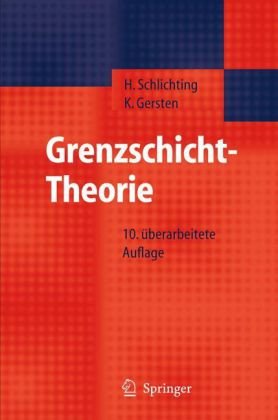 H. Schlichting
K. Gersten
Grenzschicht-
Theorie
10. überarbeitete
Auflage
Springer